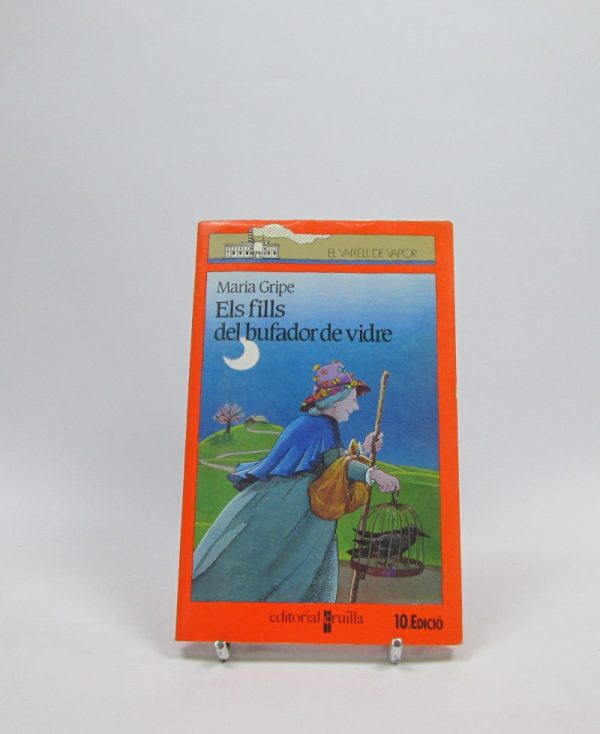 EL VAIXELL DE VAPOR
Maria Gripe
Els fills
del bufador de vidre
editorial cruïlla
10.EDICIÓ